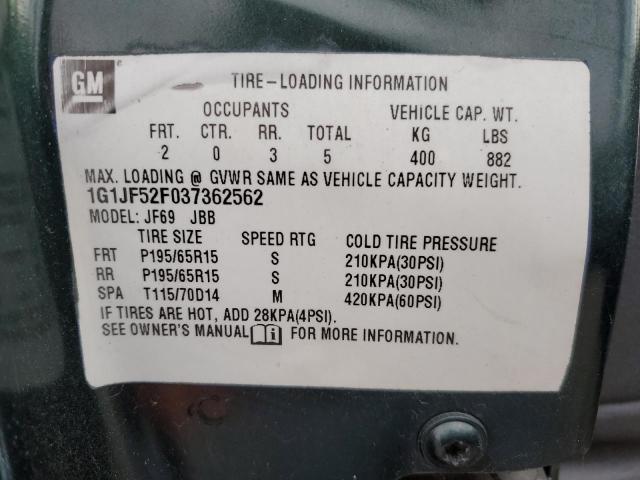 GM
TIRE-LOADING INFORMATION
OCCUPANTS VEHICLE CAP. WT.
FRT. CTR. RR. TOTAL KG LBS
2 0 3 5 400 882
MAX. LOADING @ GVWR SAME AS VEHICLE CAPACITY WEIGHT.
1G1JF52F037362562
MODEL: JF69 JBB
TIRE SIZE SPEED RTG COLD TIRE PRESSURE
FRT P195/65R15 S 210KPA(30PSI)
RR P195/65R15 S 210KPA(30PSI)
SPA T115/70D14 M 420KPA(60PSI)
IF TIRES ARE HOT, ADD 28KPA(4PSI).
SEE OWNER'S MANUAL i FOR MORE INFORMATION.